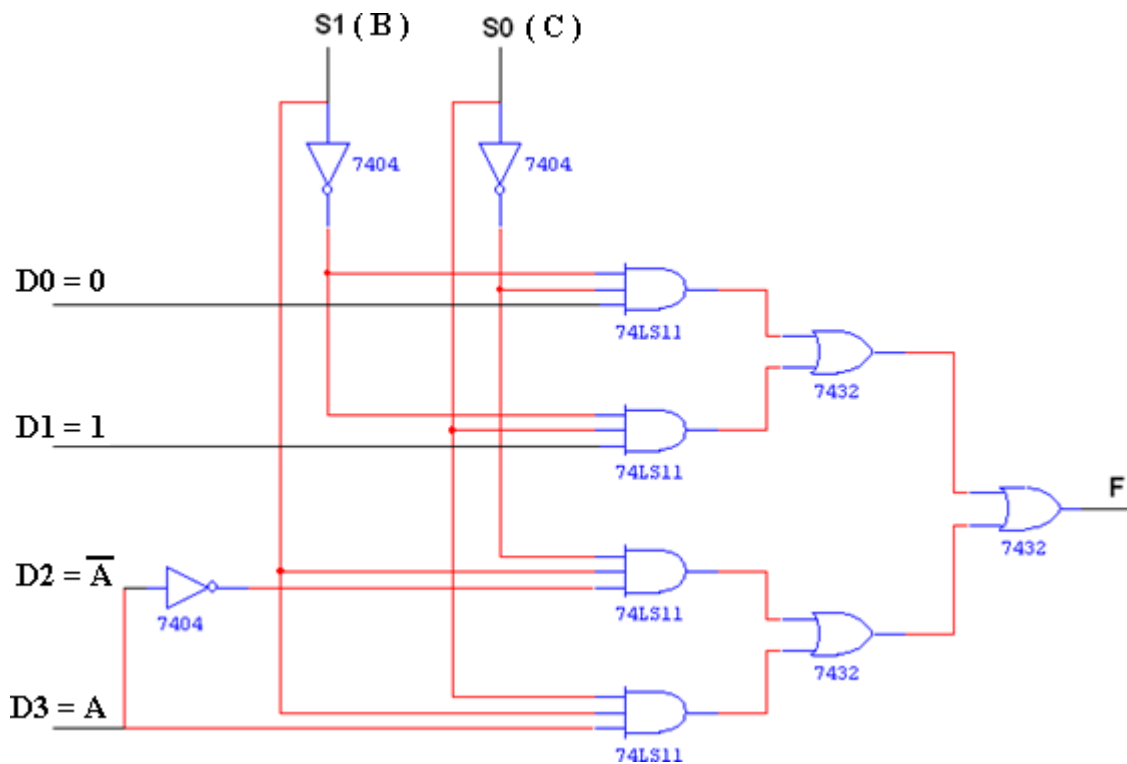 S1 ( B ) S0 ( C )
7404 7404
D0 = 0
74LS11
7432
D1 = 1
74LS11
F
7432
D2 = A̅
7404
74LS11
7432
D3 = A
74LS11